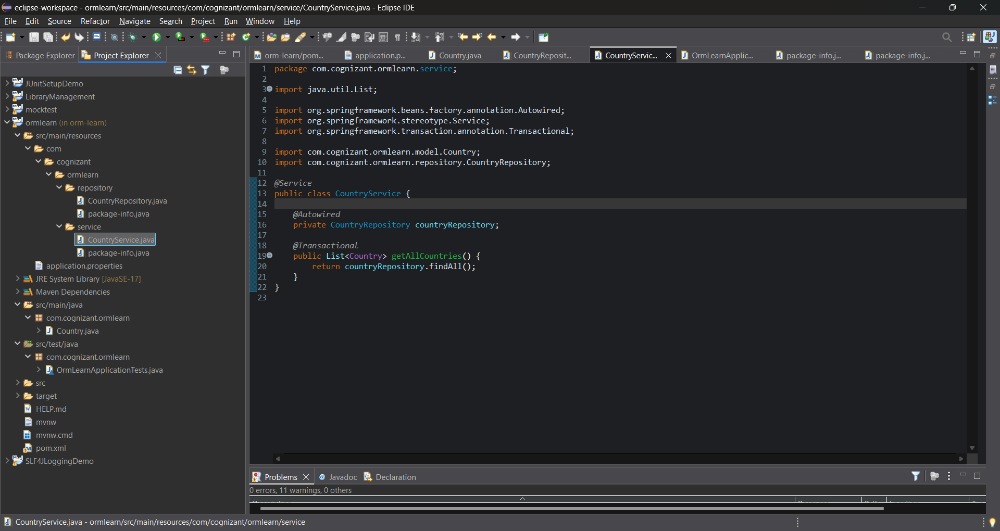 eclipse-workspace - ormlearn/src/main/resources/com/cognizant/ormlearn/service/CountryService.java - Eclipse IDE
File Edit Source Refactor Navigate Search Project Run Window Help
Package Explorer Project Explorer
orm-learn/pom... application.p... Country.java CountryReposit... CountryServic... OrmLearnApplic... package-info.j... package-info.j...
JUnitSetupDemo
LibraryManagement
mocktest
ormlearn (in orm-learn)
src/main/resources
com
cognizant
ormlearn
repository
CountryRepository.java
package-info.java
service
CountryService.java
package-info.java
application.properties
JRE System Library [JavaSE-17]
Maven Dependencies
src/main/java
com.cognizant.ormlearn
Country.java
src/test/java
com.cognizant.ormlearn
OrmLearnApplicationTests.java
src
target
HELP.md
mvnw
mvnw.cmd
pom.xml
SLF4JLoggingDemo
1 package com.cognizant.ormlearn.service;
2
3 import java.util.List;
4
5 import org.springframework.beans.factory.annotation.Autowired;
6 import org.springframework.stereotype.Service;
7 import org.springframework.transaction.annotation.Transactional;
8
9 import com.cognizant.ormlearn.model.Country;
10 import com.cognizant.ormlearn.repository.CountryRepository;
11
12 @Service
13 public class CountryService {
14
15 @Autowired
16 private CountryRepository countryRepository;
17
18 @Transactional
19 public List<Country> getAllCountries() {
20 return countryRepository.findAll();
21 }
22 }
23
Problems Javadoc Declaration
0 errors, 11 warnings, 0 others
CountryService.java - ormlearn/src/main/resources/com/cognizant/ormlearn/service